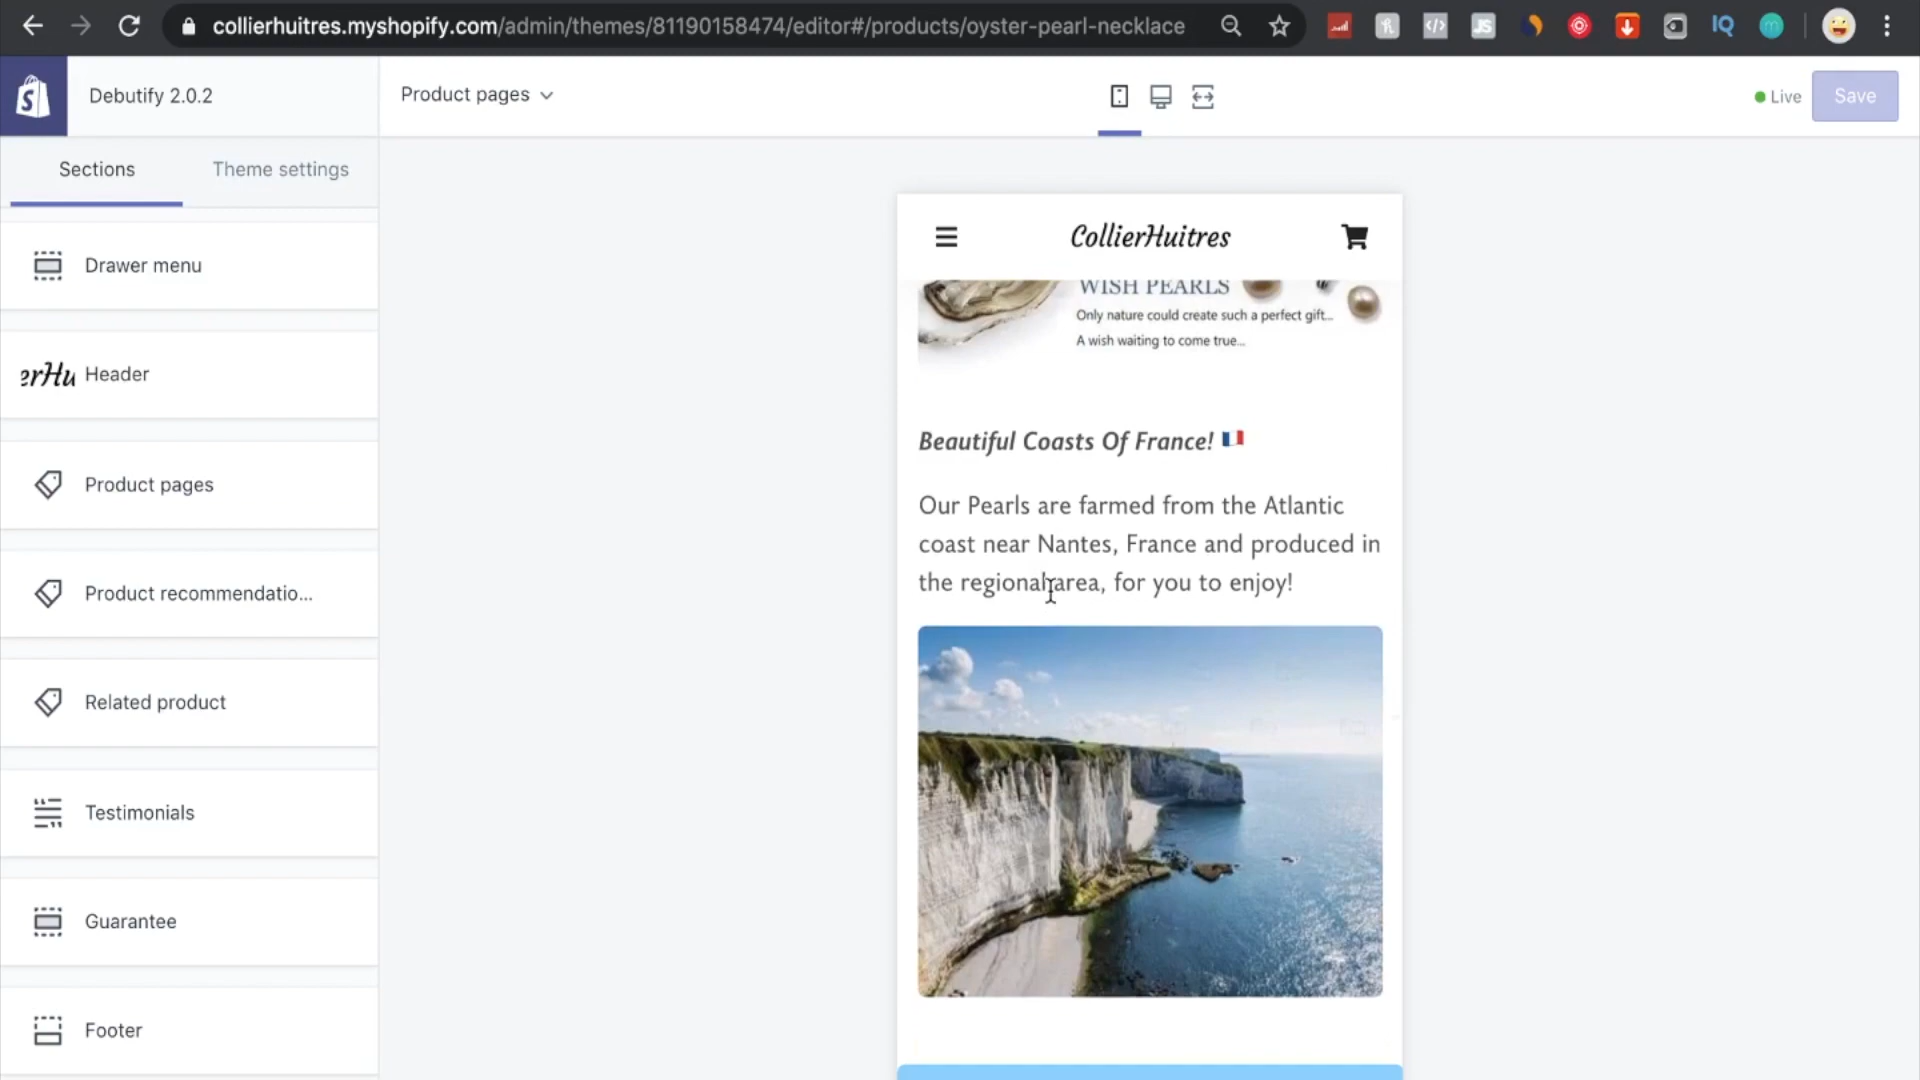 collierhuitres.myshopify.com/admin/themes/81190158474/editor#/products/oyster-pearl-necklace
JS
IQ
m
Debutify 2.0.2
Product pages
Live
Save
Sections
Theme settings
Drawer menu
erHu
Header
Product pages
Product recommendatio...
Related product
Testimonials
Guarantee
Footer
CollierHuitres
WISH PEARLS
Only nature could create such a perfect gift...
A wish waiting to come true...
Beautiful Coasts Of France! 🇫🇷
Our Pearls are farmed from the Atlantic
coast near Nantes, France and produced in
the regional area, for you to enjoy!